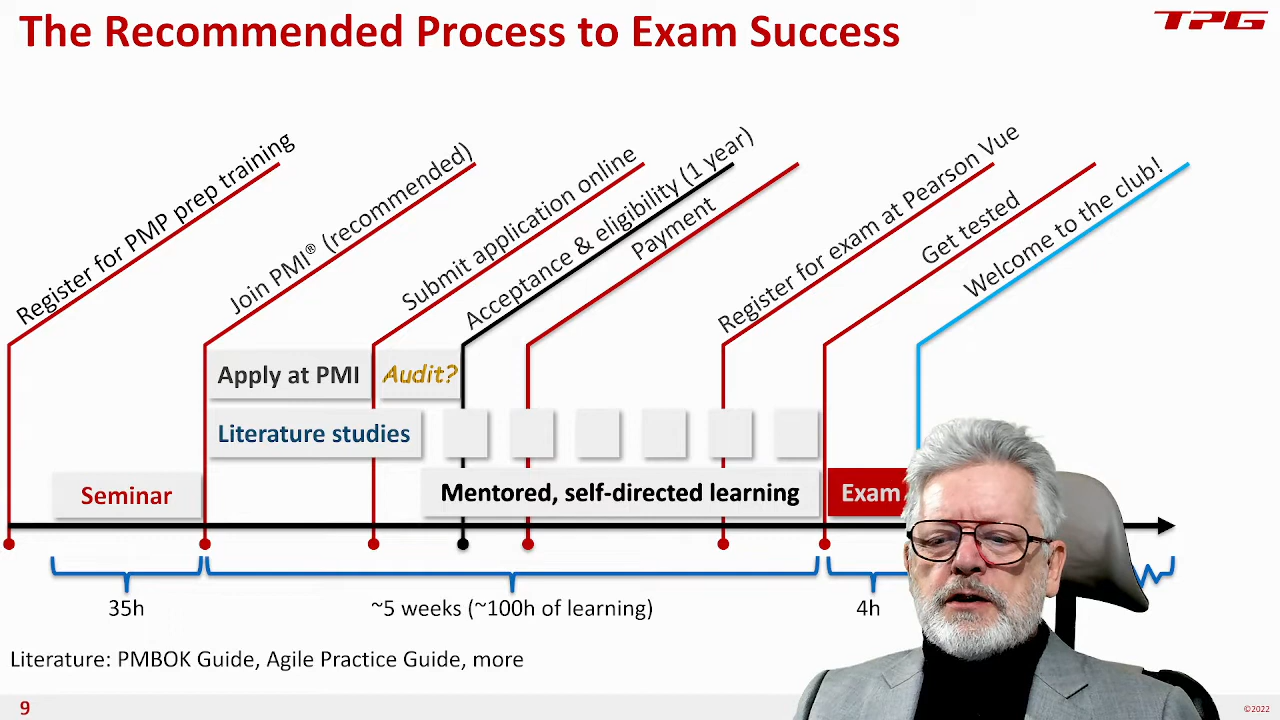 The Recommended Process to Exam Success
TPG
Register for PMP prep training
Join PMI® (recommended)
Submit application online
Acceptance & eligibility (1 year)
Payment
Register for exam at Pearson Vue
Get tested
Welcome to the club!
Apply at PMI
Audit?
Literature studies
Seminar
Mentored, self-directed learning
Exam
35h
~5 weeks (~100h of learning)
4h
Literature: PMBOK Guide, Agile Practice Guide, more
9
©2022